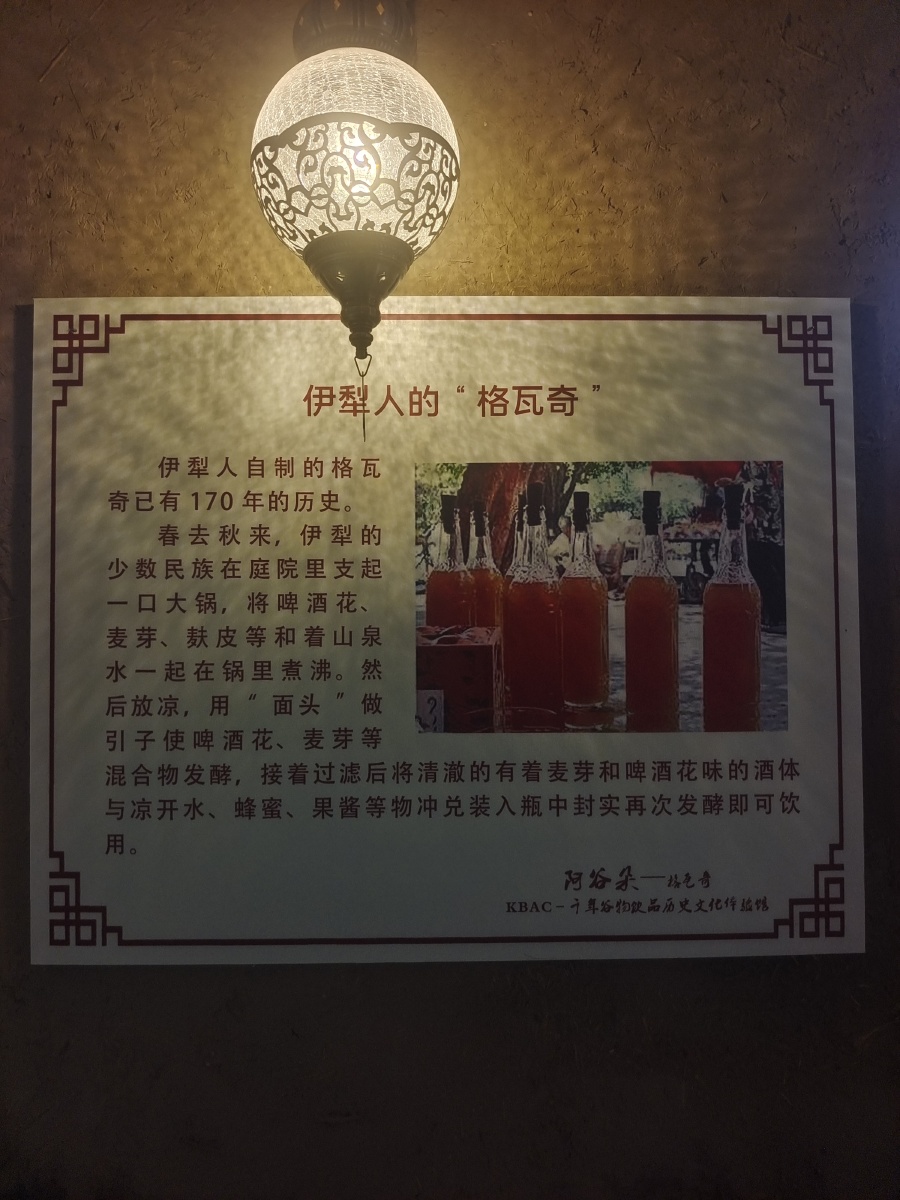 伊犁人的“格瓦奇”
伊犁人自制的格瓦
奇已有 170 年的历史。
春去秋来，伊犁的
少数民族在庭院里支起
一口大锅，将啤酒花、
麦芽、麸皮等和着山泉
水一起在锅里煮沸。然
后放凉，用“面头”做
引子使啤酒花、麦芽等
混合物发酵，接着过滤后将清澈的有着麦芽和啤酒花味的酒体
与凉开水、蜂蜜、果酱等物冲兑装入瓶中封实再次发酵即可饮
用。
阿谷朵——格瓦奇
KBAC－千年谷物饮品历史文化体验馆